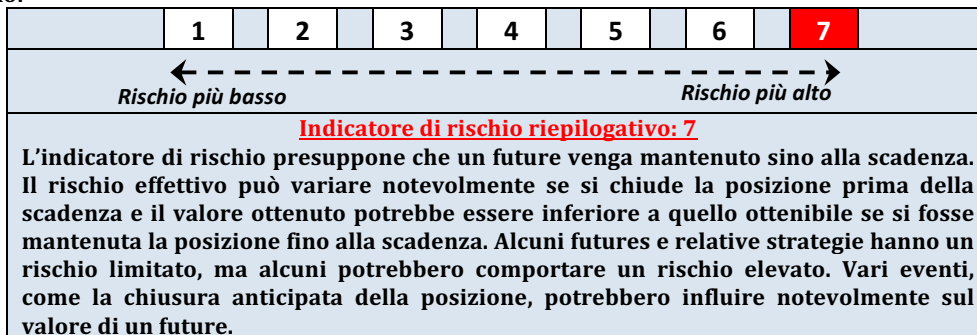 1 2 3 4 5 6 7
Rischio più basso Rischio più alto
Indicatore di rischio riepilogativo: 7
L'indicatore di rischio presuppone che un future venga mantenuto sino alla scadenza.
Il rischio effettivo può variare notevolmente se si chiude la posizione prima della
scadenza e il valore ottenuto potrebbe essere inferiore a quello ottenibile se si fosse
mantenuta la posizione fino alla scadenza. Alcuni futures e relative strategie hanno un
rischio limitato, ma alcuni potrebbero comportare un rischio elevato. Vari eventi,
come la chiusura anticipata della posizione, potrebbero influire notevolmente sul
valore di un future.